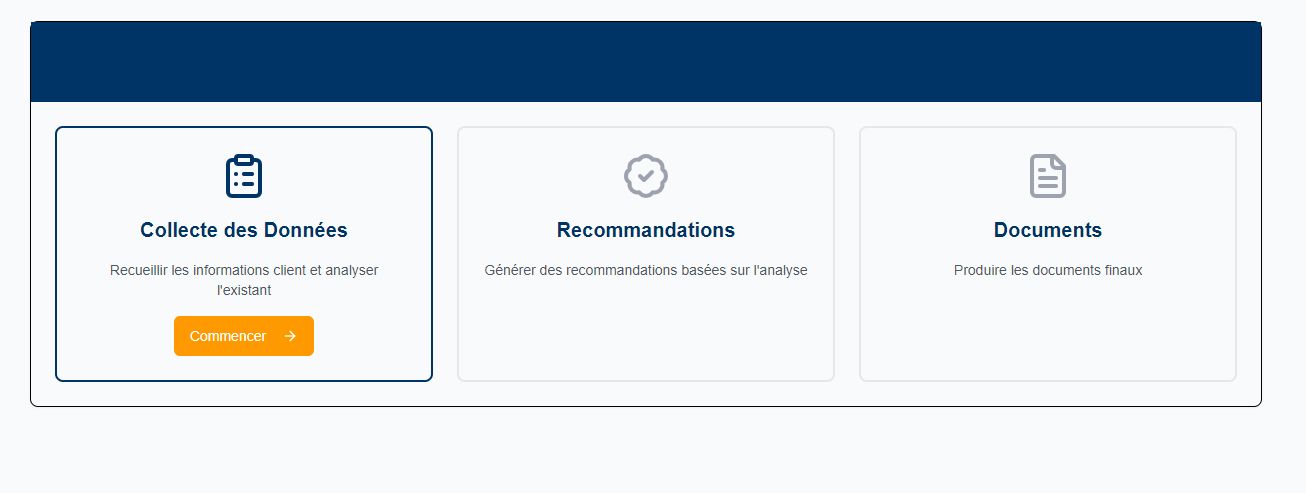 Collecte des Données
Recueillir les informations client et analyser
l'existant
Commencer
Recommandations
Générer des recommandations basées sur l'analyse
Documents
Produire les documents finaux